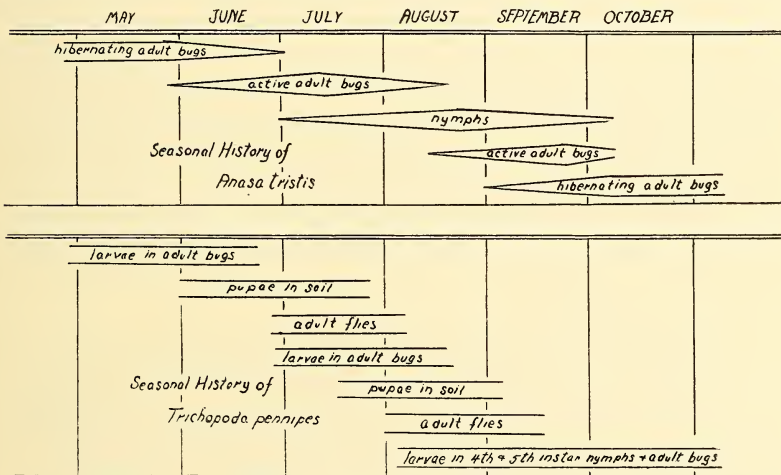 MAY JUNE JULY AUGUST SEPTEMBER OCTOBER
hibernating adult bugs
active adult bugs
nymphs
Seasonal History of
active adult bugs
Anasa tristis
hibernating adult bugs
larvae in adult bugs
pupae in soil
adult flies
larvae in adult bugs
Seasonal History of
pupae in soil
Trichopoda pennipes
adult flies
larvae in 4th & 5th instar nymphs + adult bugs